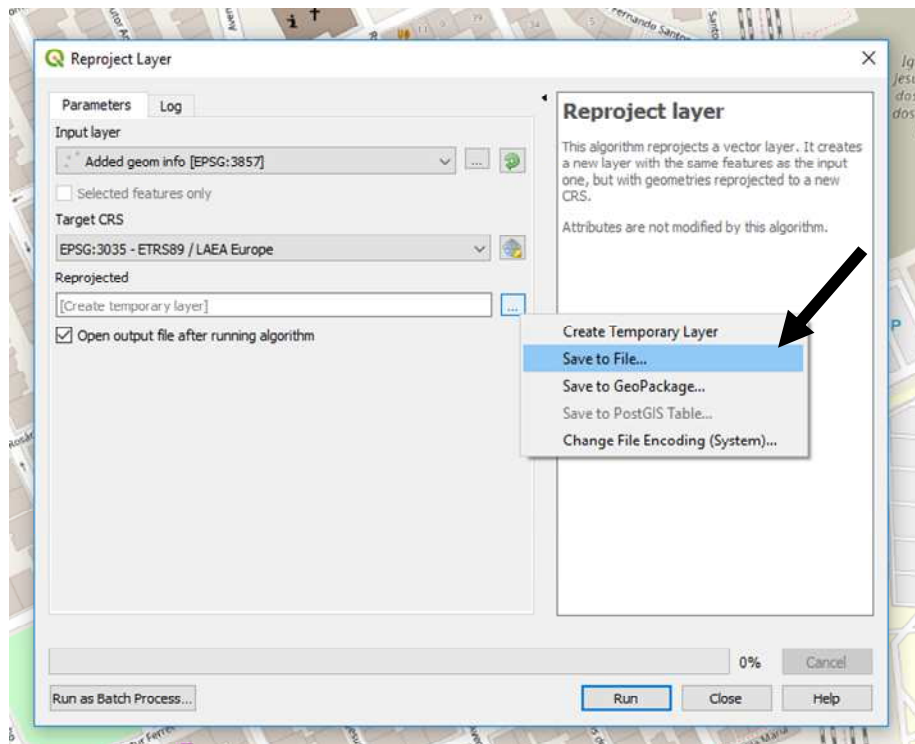 Fernando Santos
Reproject Layer
Parameters
Log
Input layer
Added geom info [EPSG:3857]
...
Selected features only
Target CRS
EPSG:3035 - ETRS89 / LAEA Europe
Reprojected
[Create temporary layer]
...
Open output file after running algorithm
Reproject layer
This algorithm reprojects a vector layer. It creates
a new layer with the same features as the input
one, but with geometries reprojected to a new
CRS.
Attributes are not modified by this algorithm.
Create Temporary Layer
Save to File...
Save to GeoPackage...
Save to PostGIS Table...
Change File Encoding (System)...
P
0%
Cancel
Run as Batch Process...
Run
Close
Help